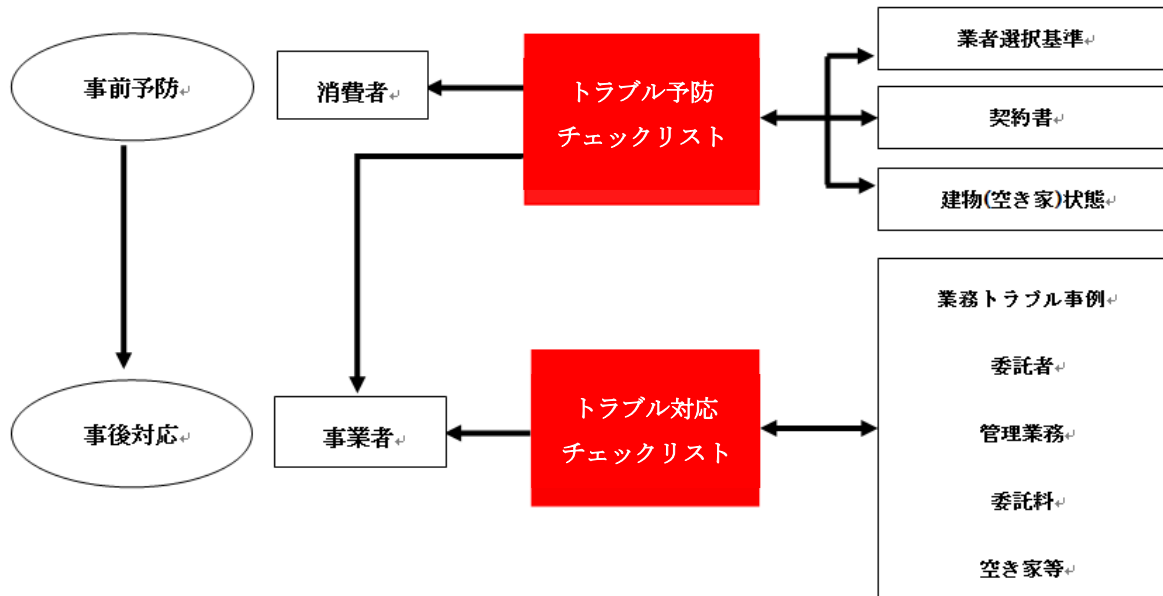 事前予防
消費者
トラブル予防
チェックリスト
業者選択基準
契約書
建物(空き家)状態
事後対応
事業者
トラブル対応
チェックリスト
業務トラブル事例
委託者
管理業務
委託料
空き家等